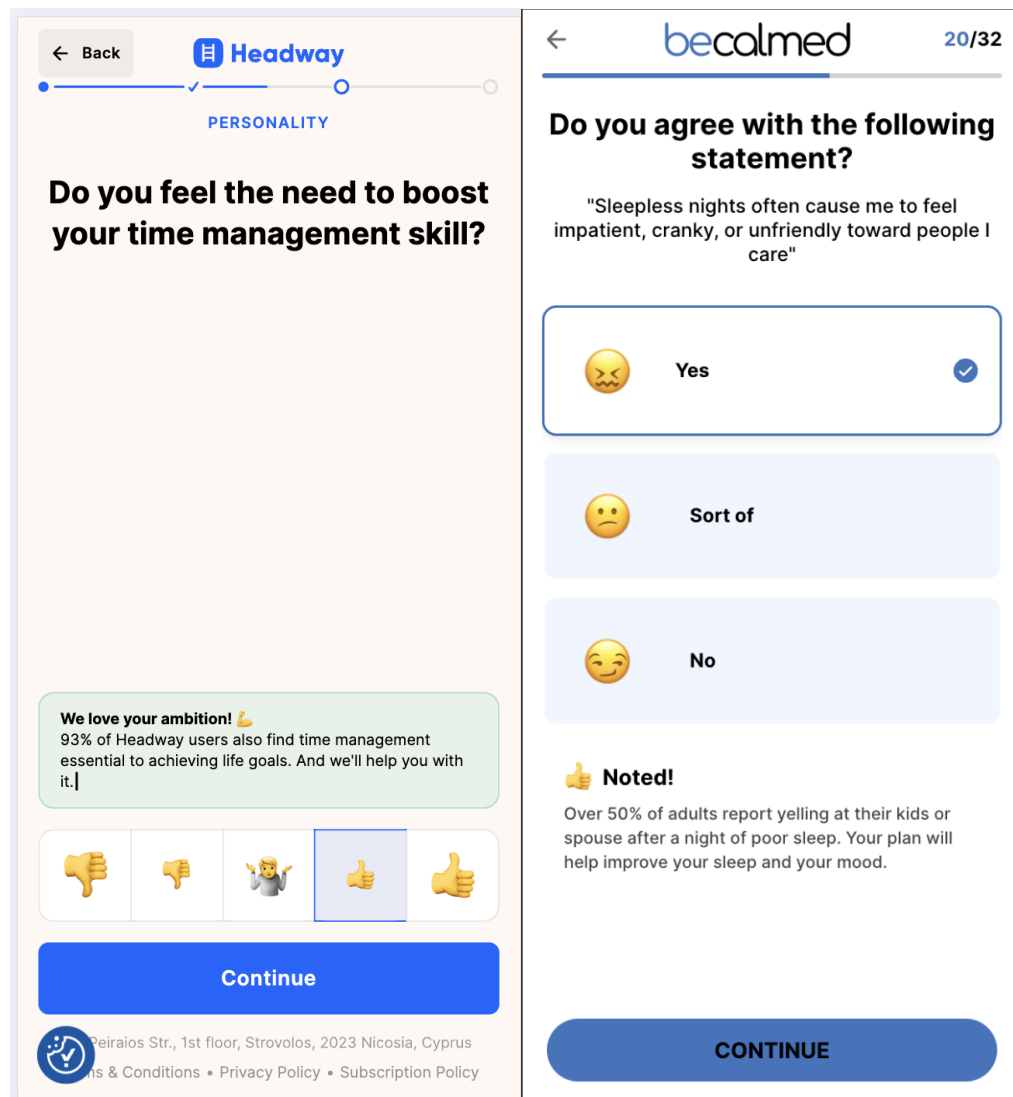 Back
Headway
PERSONALITY
Do you feel the need to boost
your time management skill?
We love your ambition! 💪
93% of Headway users also find time management
essential to achieving life goals. And we'll help you with
it.
Continue
Peiraios Str., 1st floor, Strovolos, 2023 Nicosia, Cyprus
& Conditions • Privacy Policy • Subscription Policy
becalmed
20/32
Do you agree with the following
statement?
"Sleepless nights often cause me to feel
impatient, cranky, or unfriendly toward people I
care"
Yes
Sort of
No
👍 Noted!
Over 50% of adults report yelling at their kids or
spouse after a night of poor sleep. Your plan will
help improve your sleep and your mood.
CONTINUE